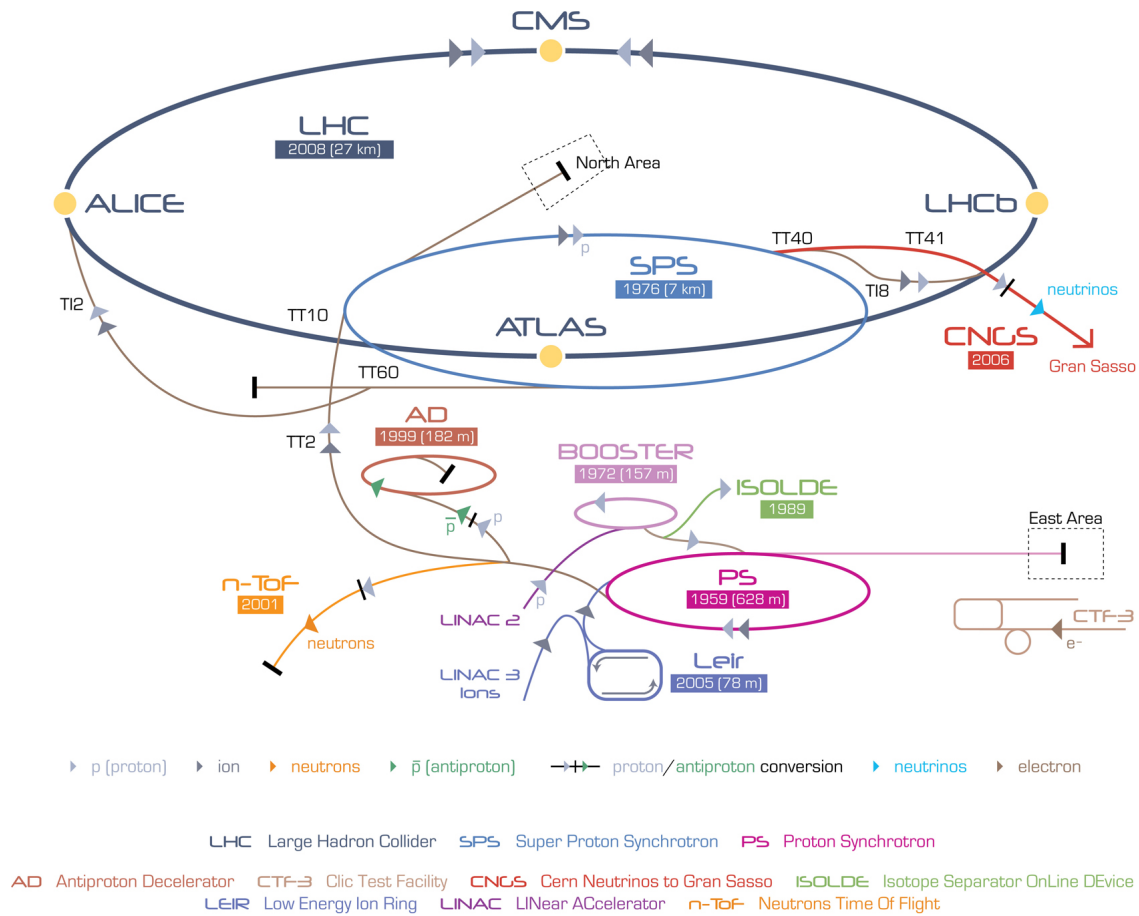 CMS
LHC
2008 (27 km)
North Area
ALICE
LHCb
p
TT40
TT41
SPS
1976 (7 km)
TI8
neutrinos
TI2
TT10
ATLAS
CNGS
2006
Gran Sasso
TT60
AD
1999 (182 m)
TT2
BOOSTER
1972 (157 m)
ISOLDE
1989
p̅
p
East Area
n-ToF
2001
PS
1959 (628 m)
p
LINAC 2
neutrons
CTF3
e⁻
LINAC 3
Ions
Leir
2005 (78 m)
p (proton)
ion
neutrons
p̅ (antiproton)
proton/antiproton conversion
neutrinos
electron
LHC Large Hadron Collider SPS Super Proton Synchrotron PS Proton Synchrotron
AD Antiproton Decelerator CTF3 Clic Test Facility CNGS Cern Neutrinos to Gran Sasso ISOLDE Isotope Separator OnLine DEvice
LEIR Low Energy Ion Ring LINAC LINear ACcelerator n-ToF Neutrons Time Of Flight